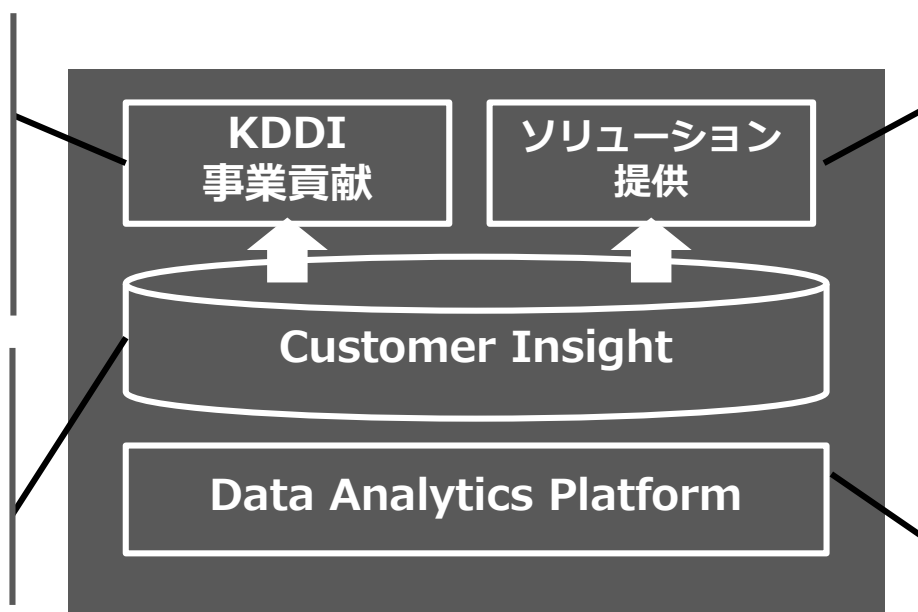 KDDI
事業貢献
ソリューション
提供
Customer Insight
Data Analytics Platform